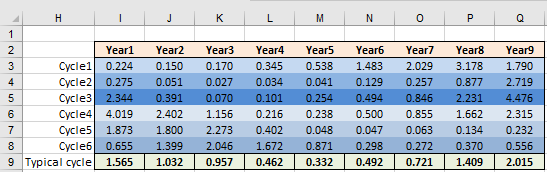 H I J K L M N O P Q
1
2 Year1 Year2 Year3 Year4 Year5 Year6 Year7 Year8 Year9
3 Cycle1 0.224 0.150 0.170 0.345 0.538 1.483 2.029 3.178 1.790
4 Cycle2 0.275 0.051 0.027 0.034 0.041 0.129 0.257 0.877 2.719
5 Cycle3 2.344 0.391 0.070 0.101 0.254 0.494 0.846 2.231 4.476
6 Cycle4 4.019 2.402 1.156 0.216 0.238 0.500 0.855 1.662 2.315
7 Cycle5 1.873 1.800 2.273 0.402 0.048 0.047 0.063 0.134 0.232
8 Cycle6 0.655 1.399 2.046 1.672 0.871 0.298 0.272 0.370 0.556
9 Typical cycle 1.565 1.032 0.957 0.462 0.332 0.492 0.721 1.409 2.015